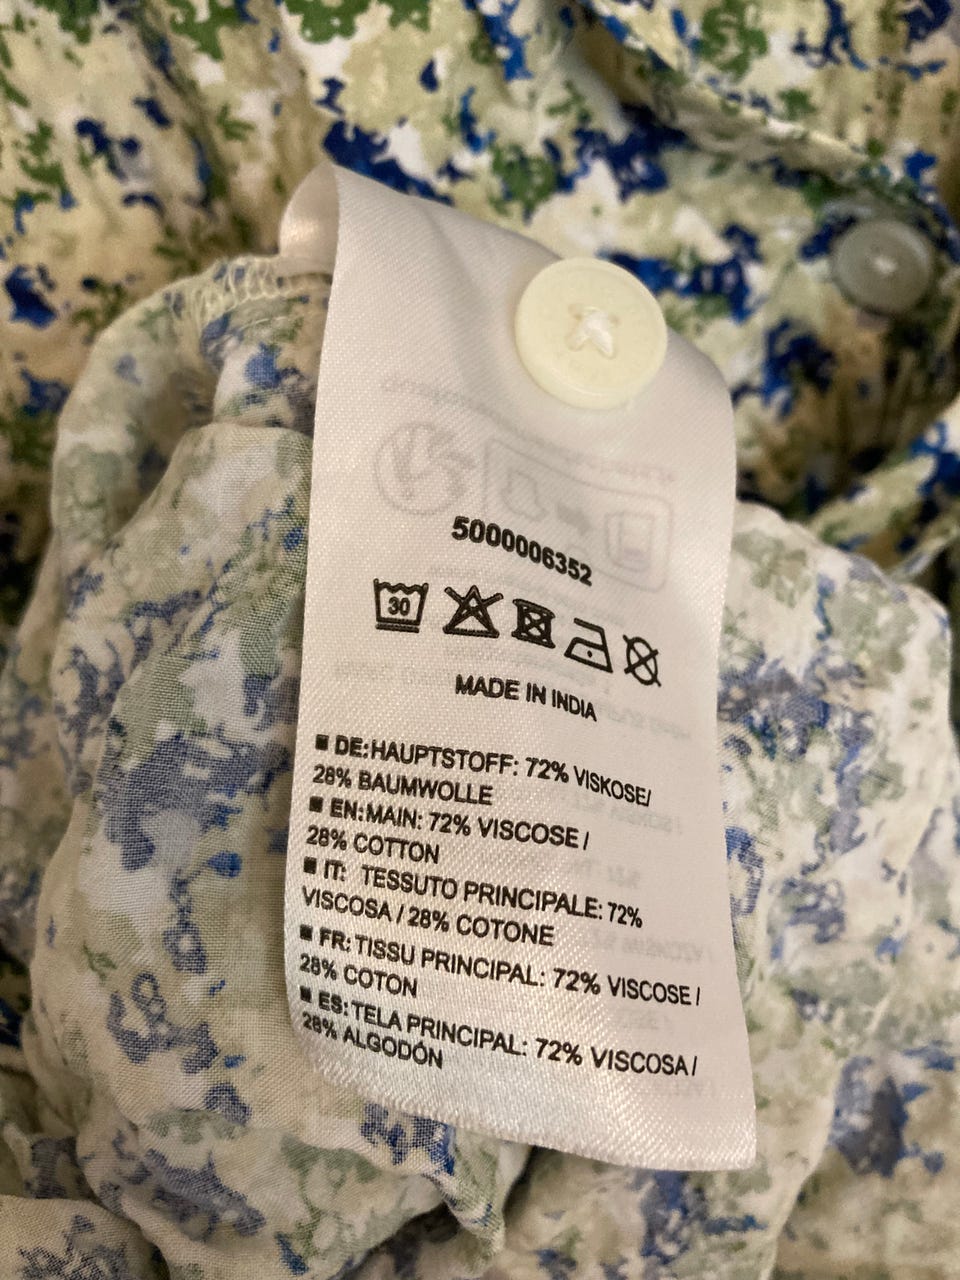 5000006352
30
MADE IN INDIA
■ DE:HAUPTSTOFF: 72% VISKOSE/
28% BAUMWOLLE
■ EN:MAIN: 72% VISCOSE /
28% COTTON
■ IT: TESSUTO PRINCIPALE: 72%
VISCOSA / 28% COTONE
■ FR: TISSU PRINCIPAL: 72% VISCOSE /
28% COTON
■ ES: TELA PRINCIPAL: 72% VISCOSA /
28% ALGODÓN